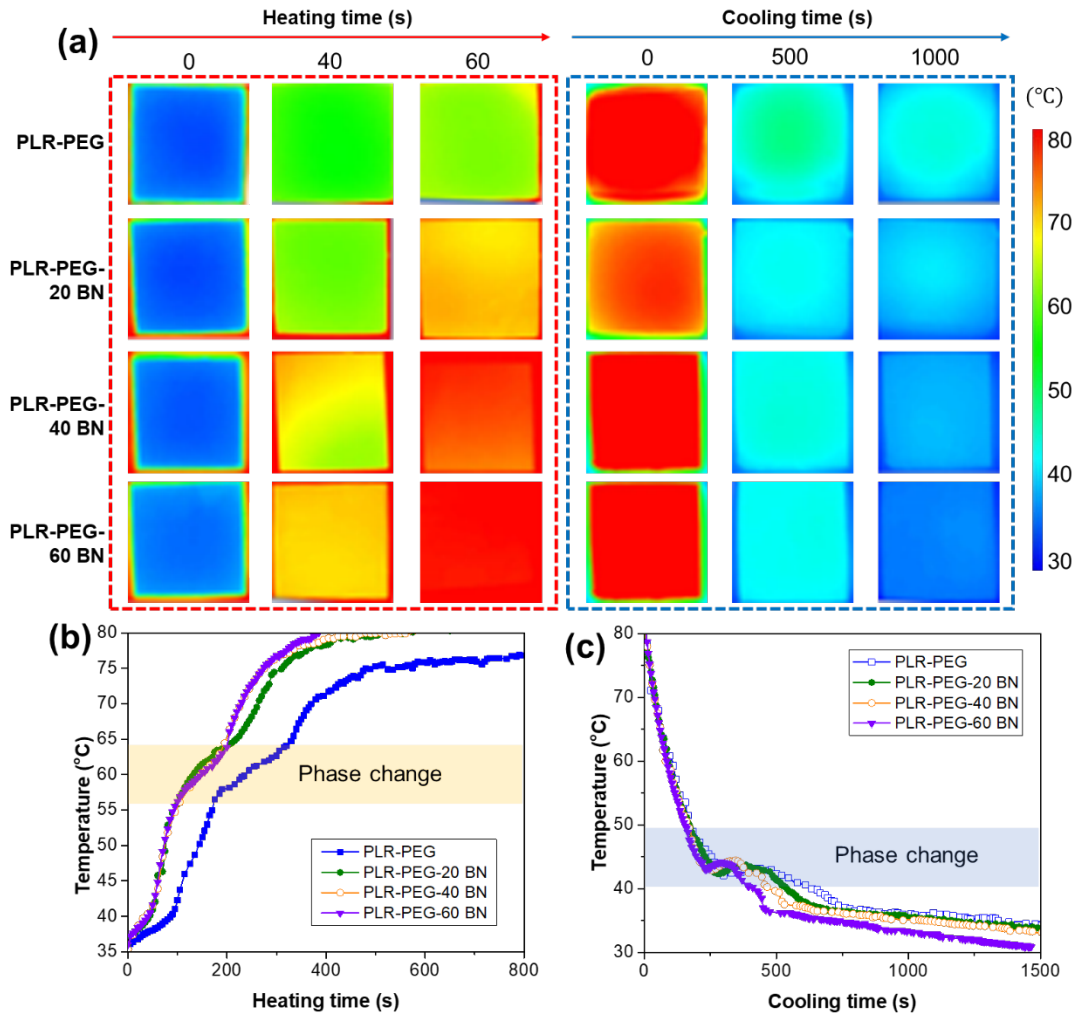 Heating time (s)
Cooling time (s)
(a)
0
40
60
0
500
1000
(℃)
PLR-PEG
PLR-PEG-
20 BN
PLR-PEG-
40 BN
PLR-PEG-
60 BN
80
70
60
50
40
30
(b)
80
75
70
65
60
55
50
45
40
35
Temperature (°C)
Phase change
PLR-PEG
PLR-PEG-20 BN
PLR-PEG-40 BN
PLR-PEG-60 BN
0
200
400
600
800
Heating time (s)
(c)
80
70
60
50
40
30
Temperature (°C)
PLR-PEG
PLR-PEG-20 BN
PLR-PEG-40 BN
PLR-PEG-60 BN
Phase change
0
500
1000
1500
Cooling time (s)